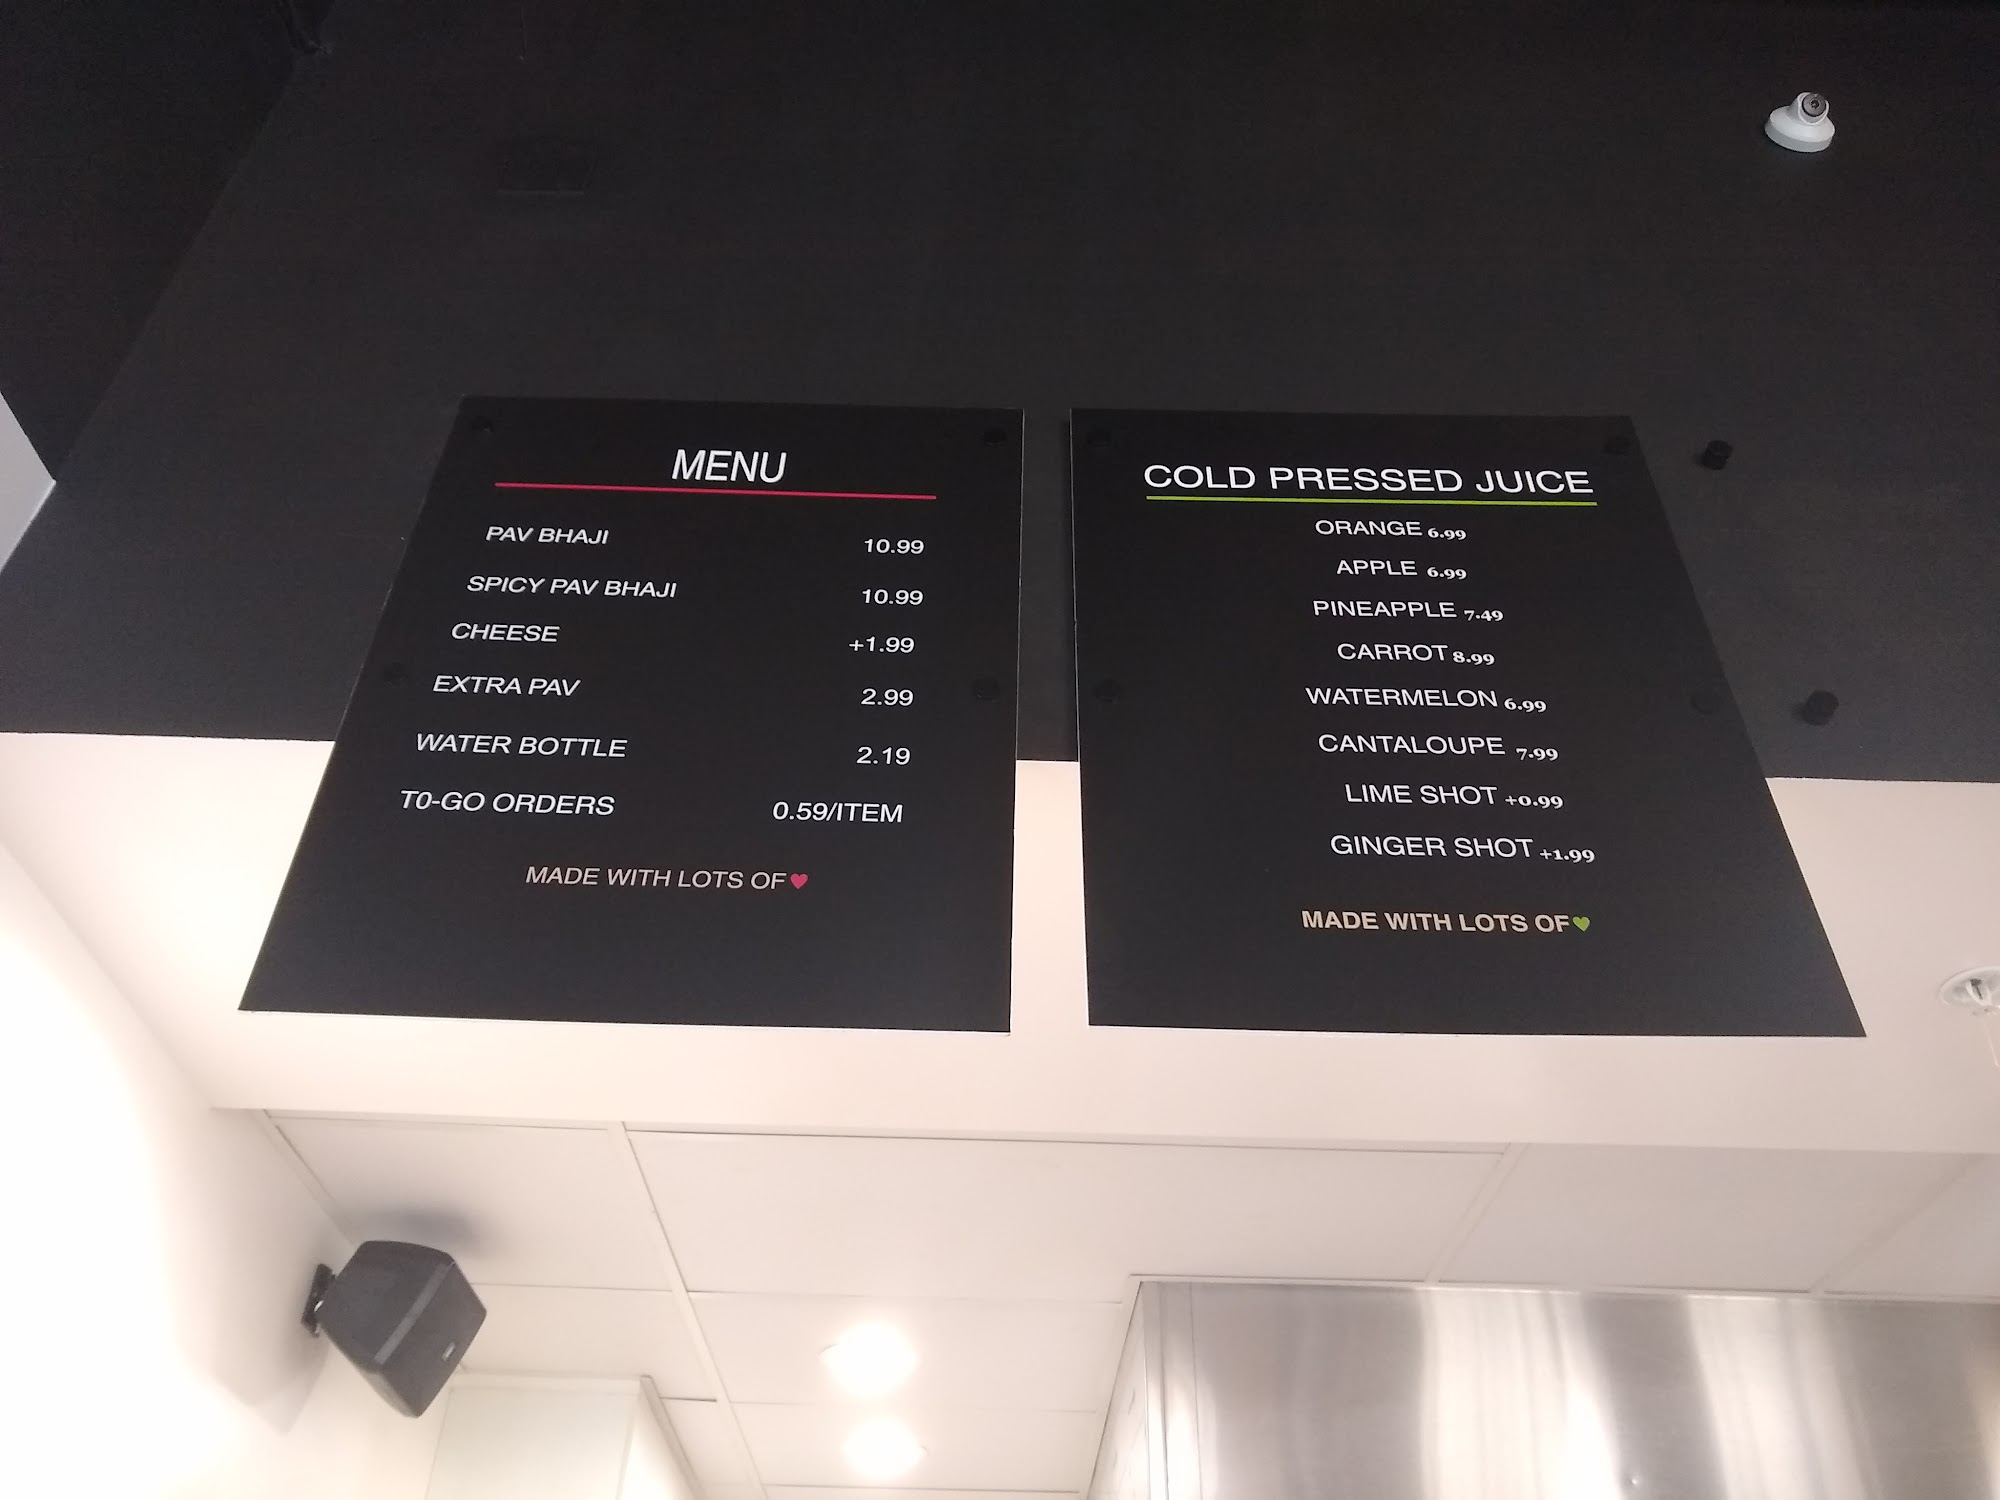 MENU
PAV BHAJI 10.99
SPICY PAV BHAJI 10.99
CHEESE +1.99
EXTRA PAV 2.99
WATER BOTTLE 2.19
T0-GO ORDERS 0.59/ITEM
MADE WITH LOTS OF♥
COLD PRESSED JUICE
ORANGE 6.99
APPLE 6.99
PINEAPPLE 7.49
CARROT 8.99
WATERMELON 6.99
CANTALOUPE 7.99
LIME SHOT +0.99
GINGER SHOT +1.99
MADE WITH LOTS OF♥